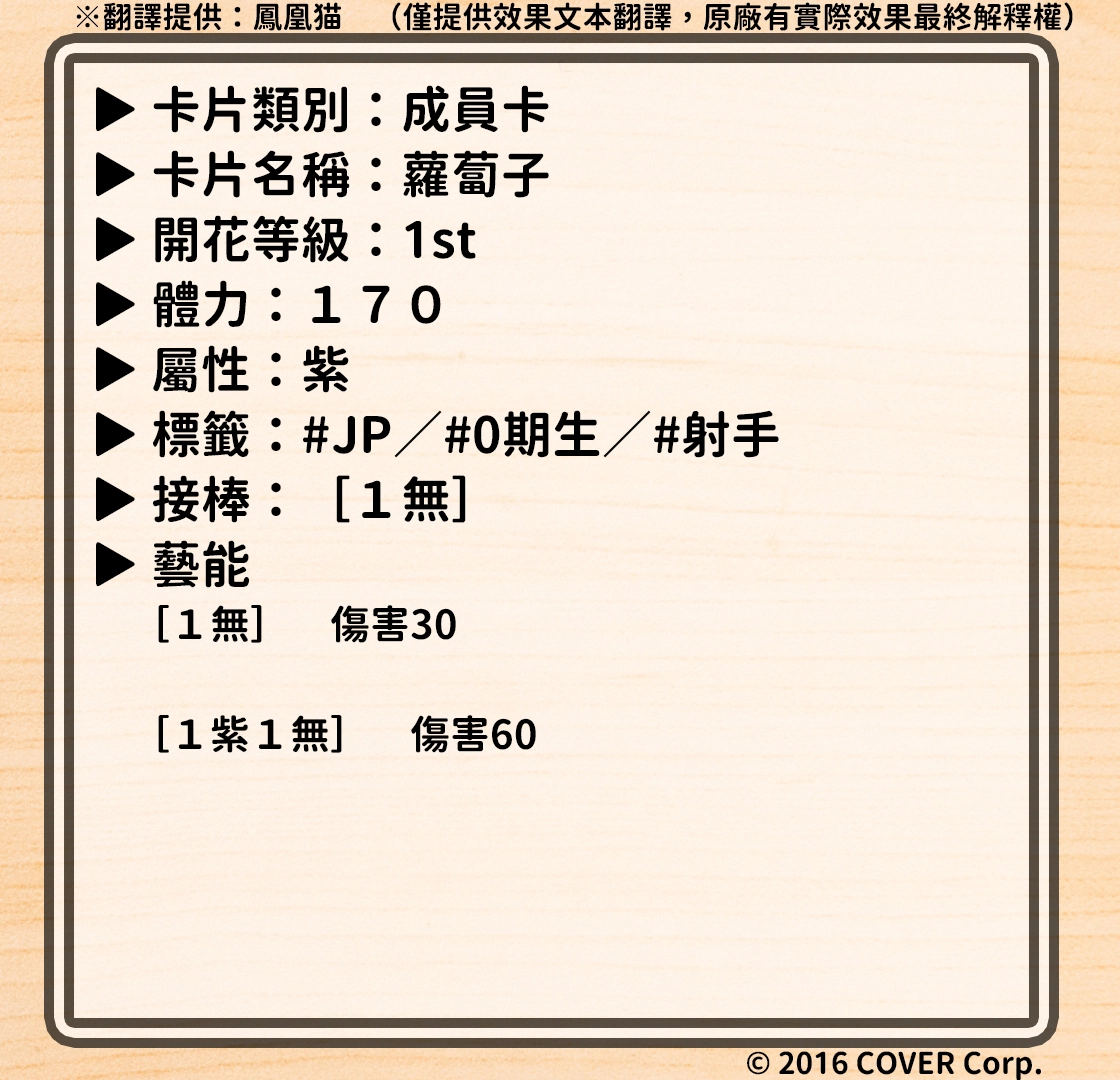 ※翻譯提供：鳳凰猫　（僅提供效果文本翻譯，原廠有實際效果最終解釋權）
▶ 卡片類別：成員卡
▶ 卡片名稱：蘿蔔子
▶ 開花等級：1st
▶ 體力：１７０
▶ 屬性：紫
▶ 標籤：#JP／#0期生／#射手
▶ 接棒：［１無］
▶ 藝能
［１無］　傷害30
［１紫１無］　傷害60
© 2016 COVER Corp.